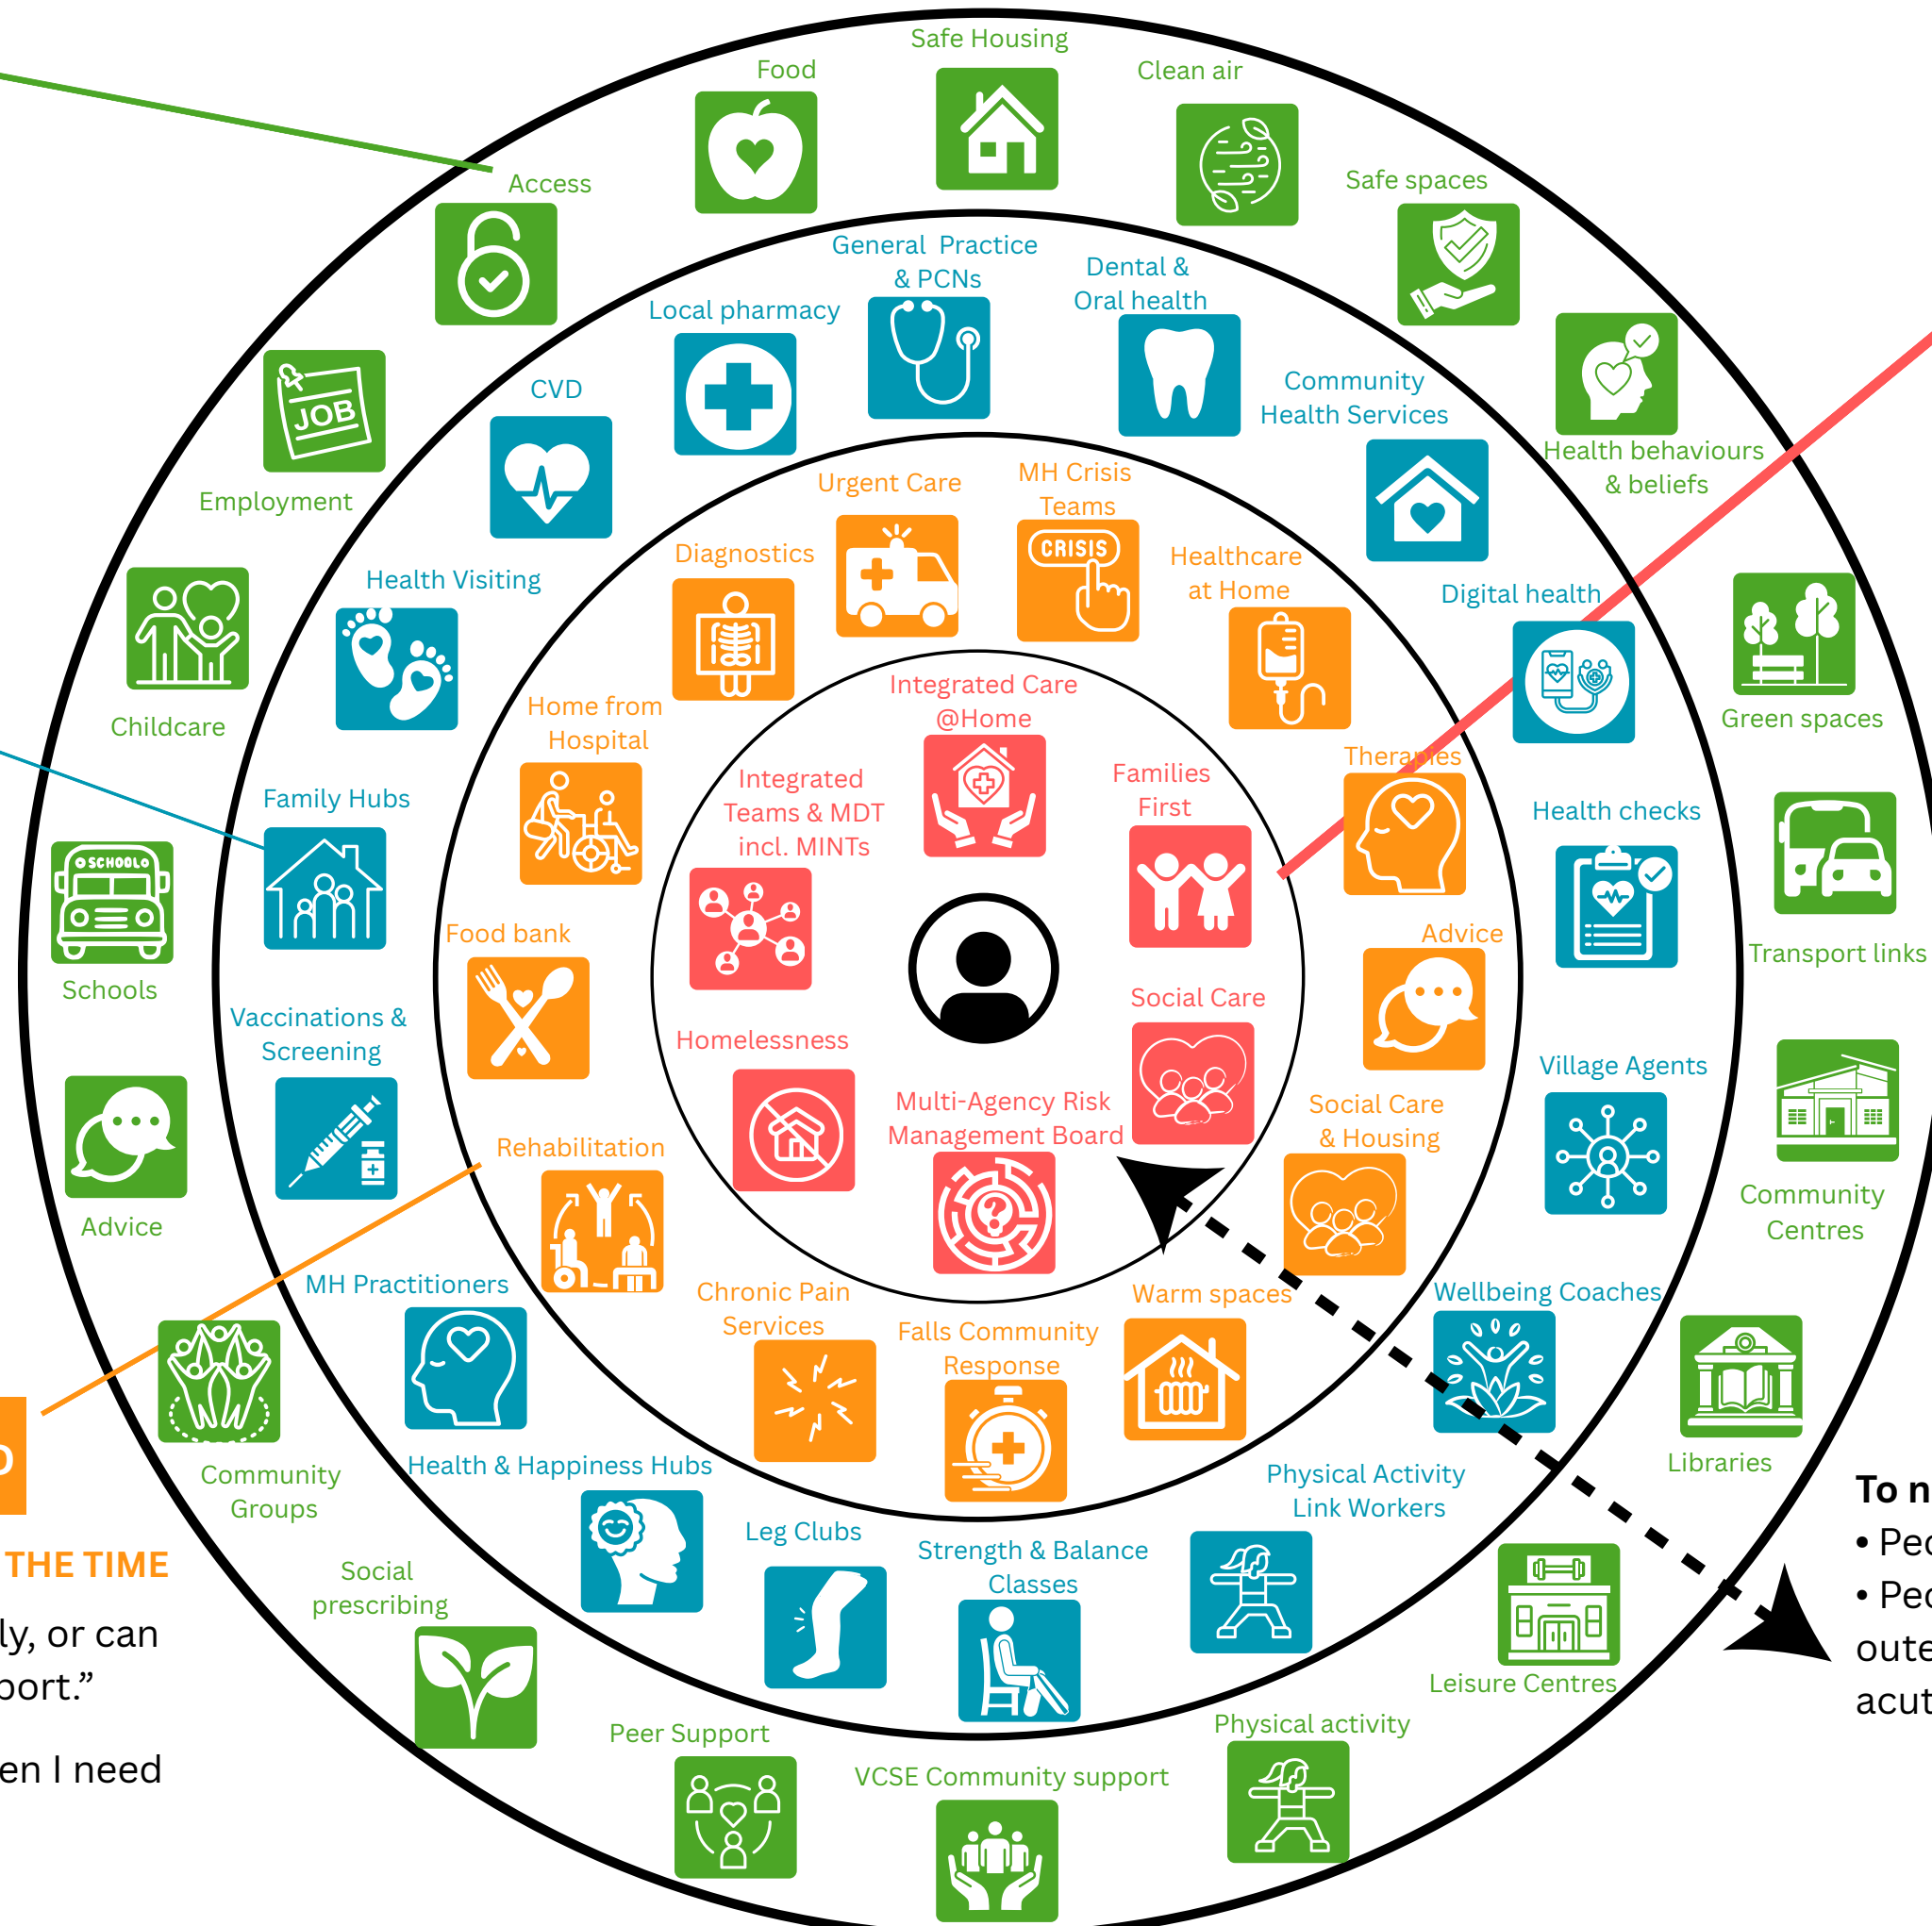 Safe Housing
Food
Clean air
Access
Safe spaces
General Practice
& PCNs
Dental &
Oral health
Local pharmacy
JOB
Employment
CVD
Community
Health Services
Health behaviours
& beliefs
Urgent Care
MH Crisis
Teams
CRISIS
Diagnostics
Healthcare
at Home
Health Visiting
Digital health
Childcare
Green spaces
Home from
Hospital
Integrated Care
@Home
Therapies
Integrated
Teams & MDT
incl. MINTs
Families
First
Family Hubs
Health checks
SCHOOL
Schools
Food bank
Advice
Transport links
Vaccinations &
Screening
Social Care
Homelessness
Village Agents
Multi-Agency Risk
Management Board
Social Care
& Housing
Rehabilitation
Advice
Community
Centres
MH Practitioners
Chronic Pain
Services
Falls Community
Response
Warm spaces
Wellbeing Coaches
Community
Groups
Health & Happiness Hubs
Physical Activity
Link Workers
Libraries
Leg Clubs
Strength & Balance
Classes
Social
prescribing
Leisure Centres
Peer Support
VCSE Community support
Physical activity
THE TIME
ly, or can
port.”
en I need
To n
• Peo
• Peo
oute
acut